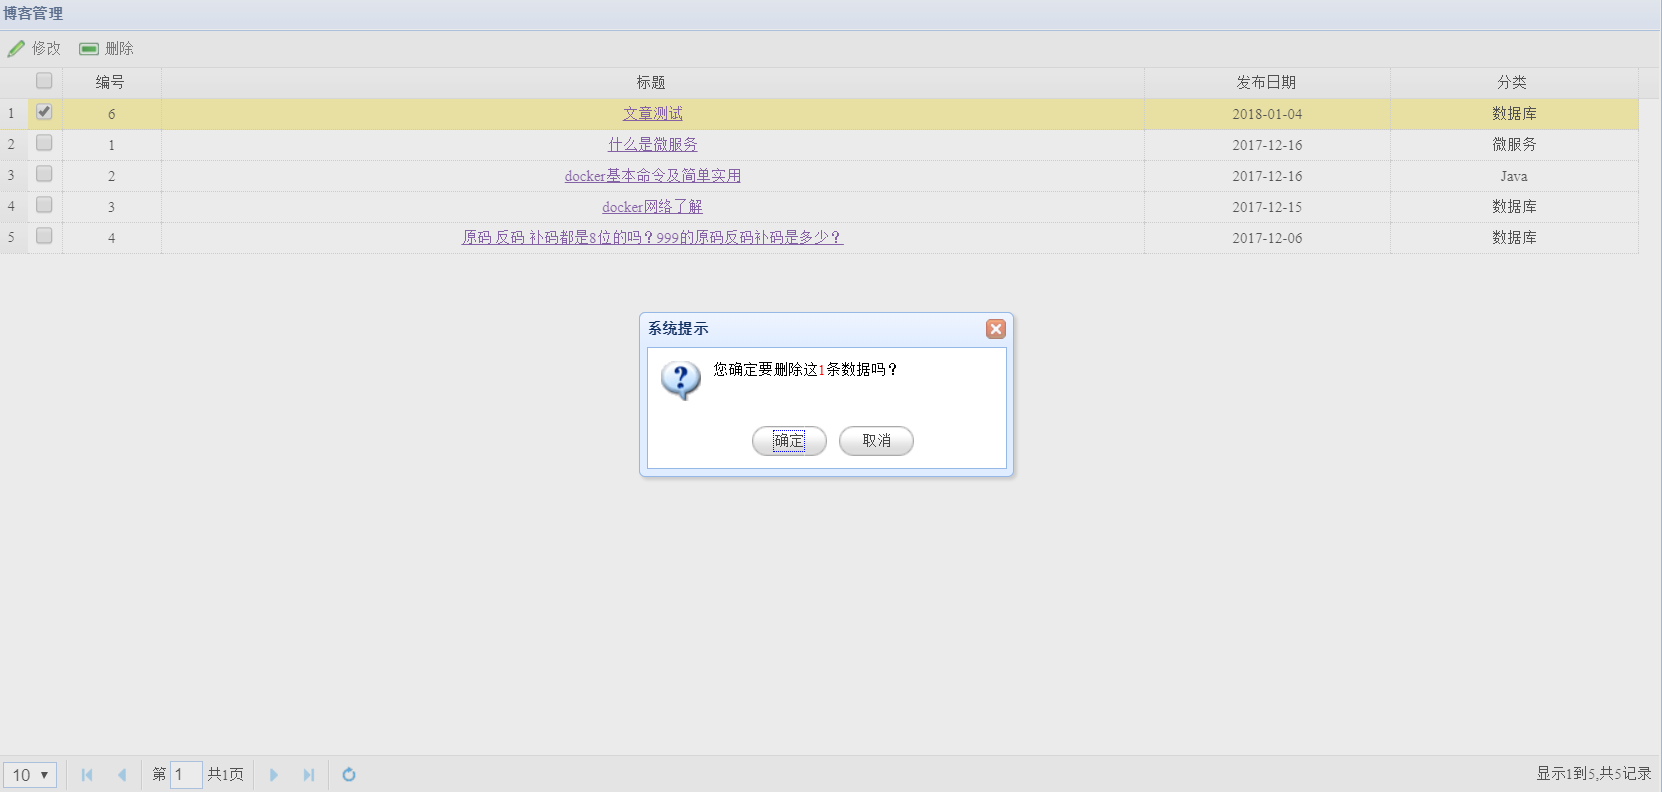 博客管理
修改 删除
编号 标题 发布日期 分类
1 6 文章测试 2018-01-04 数据库
2 1 什么是微服务 2017-12-16 微服务
3 2 docker基本命令及简单实用 2017-12-16 Java
4 3 docker网络了解 2017-12-15 数据库
5 4 原码 反码 补码都是8位的吗？999的原码反码补码是多少？ 2017-12-06 数据库
系统提示
您确定要删除这1条数据吗？
确定 取消
10 第 1 共1页 显示1到5,共5记录